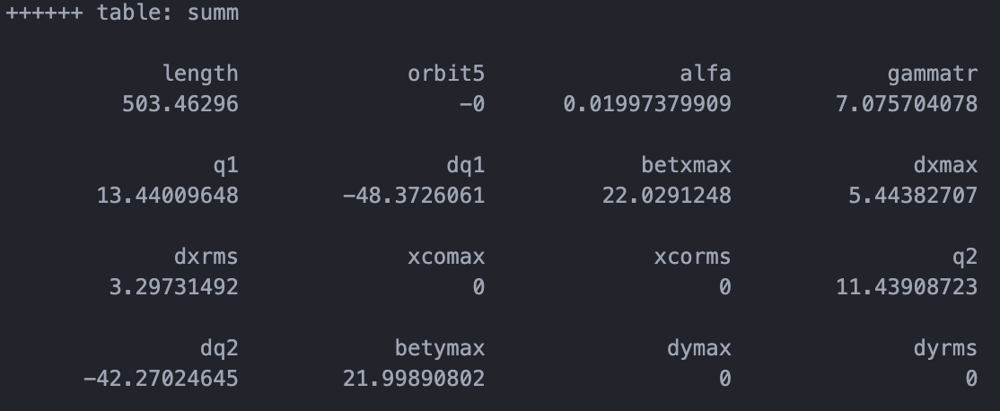 ++++++ table: summ
length orbit5 alfa gammatr
503.46296 -0 0.01997379909 7.075704078
q1 dq1 betxmax dxmax
13.44009648 -48.3726061 22.0291248 5.44382707
dxrms xcomax xcorms q2
3.29731492 0 0 11.43908723
dq2 betymax dymax dyrms
-42.27024645 21.99890802 0 0